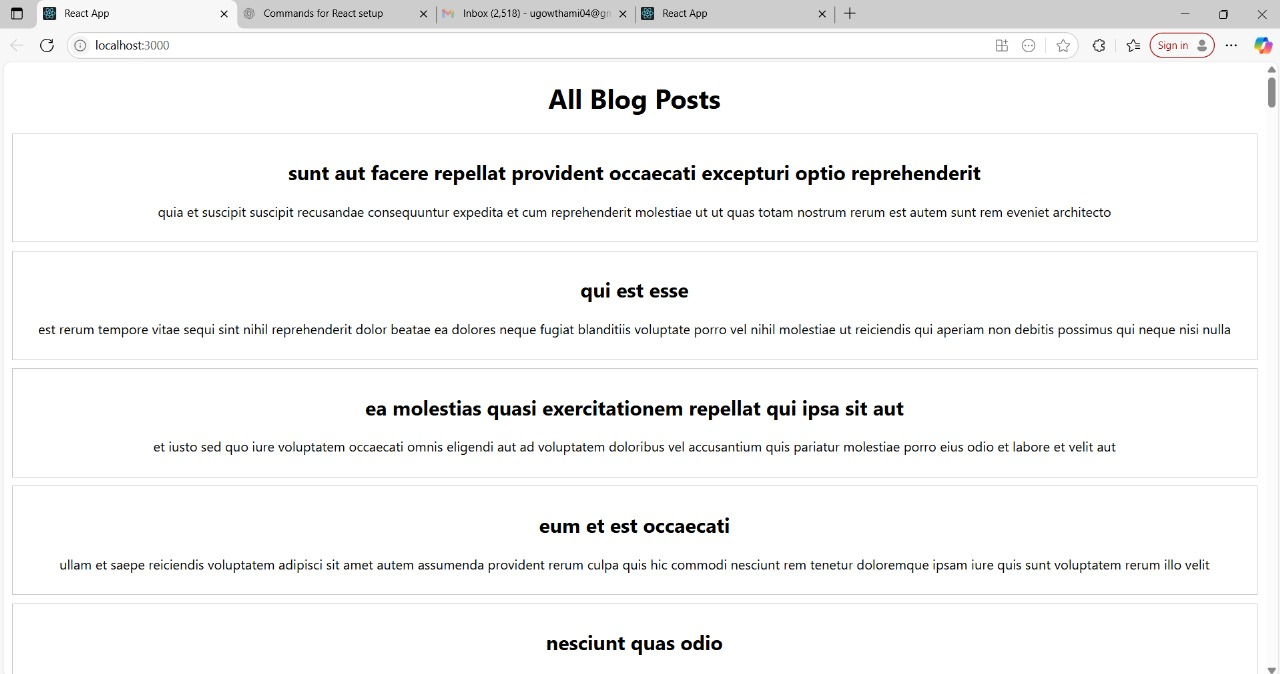 React App
Commands for React setup
Inbox (2,518) - ugowthami04@gm
React App
localhost:3000
Sign in
All Blog Posts
sunt aut facere repellat provident occaecati excepturi optio reprehenderit
quia et suscipit suscipit recusandae consequuntur expedita et cum reprehenderit molestiae ut ut quas totam nostrum rerum est autem sunt rem eveniet architecto
qui est esse
est rerum tempore vitae sequi sint nihil reprehenderit dolor beatae ea dolores neque fugiat blanditiis voluptate porro vel nihil molestiae ut reiciendis qui aperiam non debitis possimus qui neque nisi nulla
ea molestias quasi exercitationem repellat qui ipsa sit aut
et iusto sed quo iure voluptatem occaecati omnis eligendi aut ad voluptatem doloribus vel accusantium quis pariatur molestiae porro eius odio et labore et velit aut
eum et est occaecati
ullam et saepe reiciendis voluptatem adipisci sit amet autem assumenda provident rerum culpa quis hic commodi nesciunt rem tenetur doloremque ipsam iure quis sunt voluptatem rerum illo velit
nesciunt quas odio